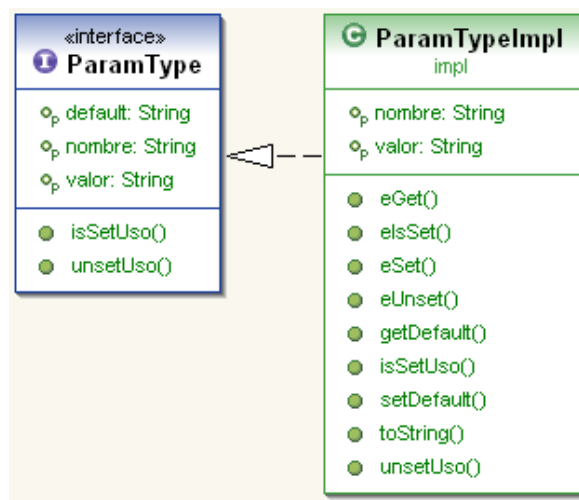 «interface»
I ParamType
P default: String
P nombre: String
P valor: String
isSetUso()
unsetUso()
C ParamTypeImpl
impl
P nombre: String
P valor: String
eGet()
eIsSet()
eSet()
eUnset()
getDefault()
isSetUso()
setDefault()
toString()
unsetUso()